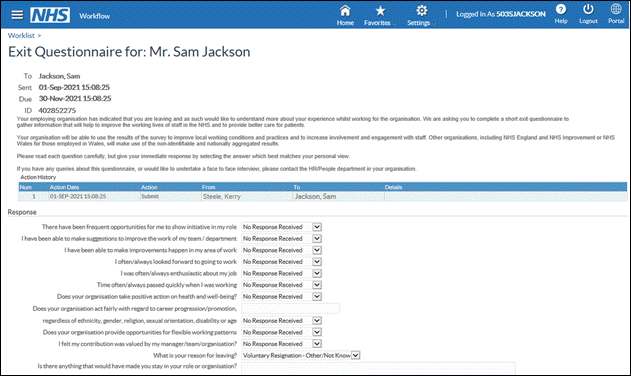 NHS Workflow Home Favorites Settings Logged In As 503SJACKSON Help Logout Portal
Worklist >
Exit Questionnaire for: Mr. Sam Jackson
To Jackson, Sam
Sent 01-Sep-2021 15:08:25
Due 30-Nov-2021 15:08:25
ID 402852275
Your employing organisation has indicated that you are leaving and as such would like to understand more about your experience whilst working for the organisation. We are asking you to complete a short exit questionnaire to
gather information that will help to improve the working lives of staff in the NHS and to provide better care for patients.
Your organisation will be able to use the results of the survey to improve local working conditions and practices and to increase involvement and engagement with staff. Other organisations, including NHS England and NHS Improvement or NHS
Wales for those employed in Wales, will make use of the non-identifiable and nationally aggregated results.
Please read each question carefully, but give your immediate response by selecting the answer which best matches your personal view.
If you have any queries about this questionnaire, or would like to undertake a face to face interview, please contact the HR/People department in your organisation.
Action History
Num Action Date Action From To Details
1 01-SEP-2021 15:08:25 Submit Steele, Kerry Jackson, Sam
Response
There have been frequent opportunities for me to show initiative in my role No Response Received
I have been able to make suggestions to improve the work of my team / department No Response Received
I have been able to make improvements happen in my area of work No Response Received
I often/always looked forward to going to work No Response Received
I was often/always enthusiastic about my job No Response Received
Time often/always passed quickly when I was working No Response Received
Does your organisation take positive action on health and well-being? No Response Received
Does your organisation act fairly with regard to career progression/promotion,
regardless of ethnicity, gender, religion, sexual orientation, disability or age No Response Received
Does your organisation provide opportunities for flexible working patterns No Response Received
I felt my contribution was valued by my manager/team/organisation? No Response Received
What is your reason for leaving? Voluntary Resignation - Other/Not Know
Is there anything that would have made you stay in your role or organisation?